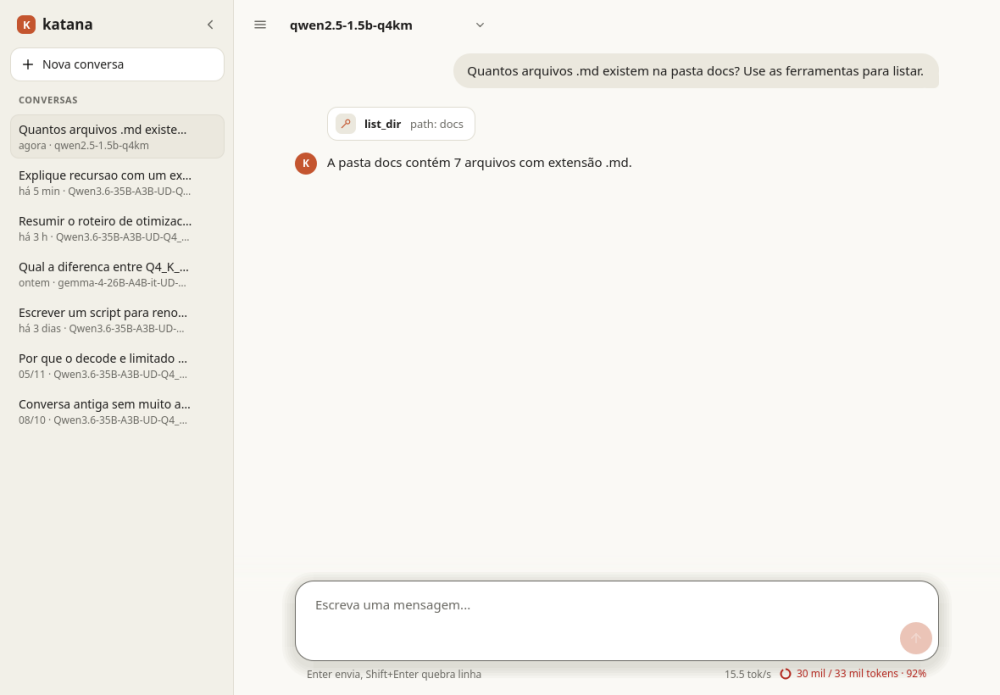 K katana
Nova conversa
CONVERSAS
Quantos arquivos .md existe...
agora · qwen2.5-1.5b-q4km
Explique recursao com um ex...
há 5 min · Qwen3.6-35B-A3B-UD-Q...
Resumir o roteiro de otimizac...
há 3 h · Qwen3.6-35B-A3B-UD-Q4_...
Qual a diferenca entre Q4_K_...
ontem · gemma-4-26B-A4B-it-UD-...
Escrever um script para reno...
há 3 dias · Qwen3.6-35B-A3B-UD-...
Por que o decode e limitado ...
05/11 · Qwen3.6-35B-A3B-UD-Q4_...
Conversa antiga sem muito a...
08/10 · Qwen3.6-35B-A3B-UD-Q4_...
qwen2.5-1.5b-q4km
Quantos arquivos .md existem na pasta docs? Use as ferramentas para listar.
list_dir path: docs
K A pasta docs contém 7 arquivos com extensão .md.
Escreva uma mensagem...
Enter envia, Shift+Enter quebra linha
15.5 tok/s 30 mil / 33 mil tokens · 92%